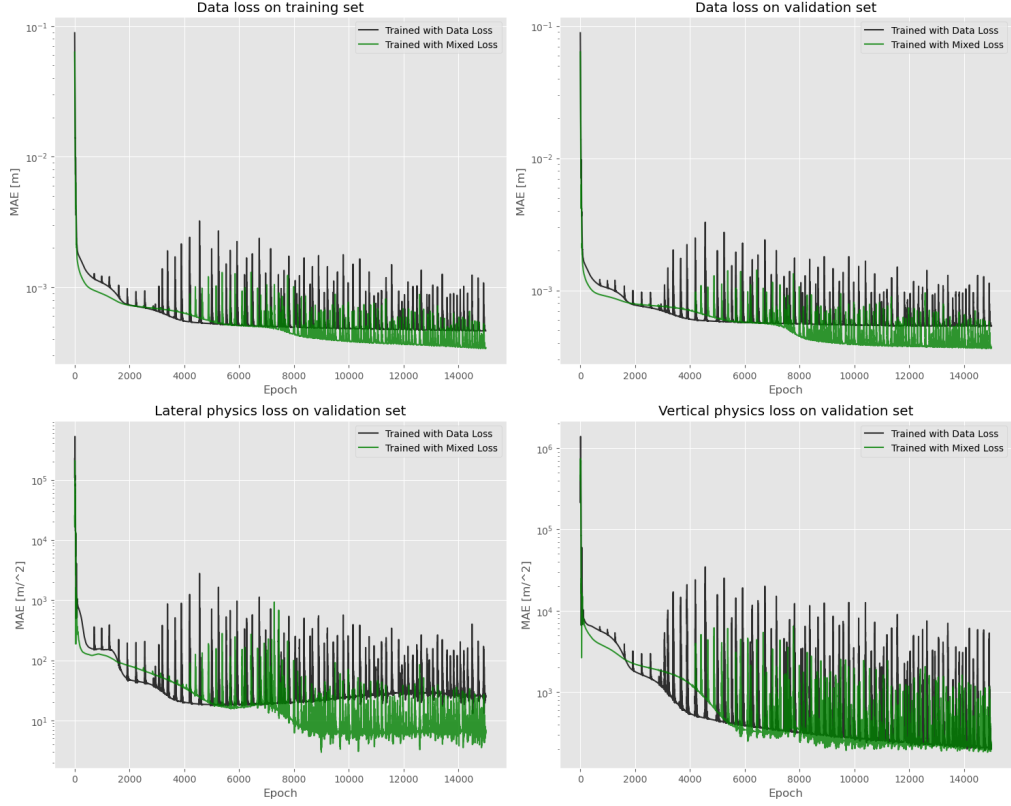 Data loss on training set
Trained with Data Loss
Trained with Mixed Loss
MAE [m]
10^-1
10^-2
10^-3
0 2000 4000 6000 8000 10000 12000 14000
Epoch
Data loss on validation set
Trained with Data Loss
Trained with Mixed Loss
MAE [m]
10^-1
10^-2
10^-3
0 2000 4000 6000 8000 10000 12000 14000
Epoch
Lateral physics loss on validation set
Trained with Data Loss
Trained with Mixed Loss
MAE [m/^2]
10^5
10^4
10^3
10^2
10^1
0 2000 4000 6000 8000 10000 12000 14000
Epoch
Vertical physics loss on validation set
Trained with Data Loss
Trained with Mixed Loss
MAE [m/^2]
10^6
10^5
10^4
10^3
0 2000 4000 6000 8000 10000 12000 14000
Epoch